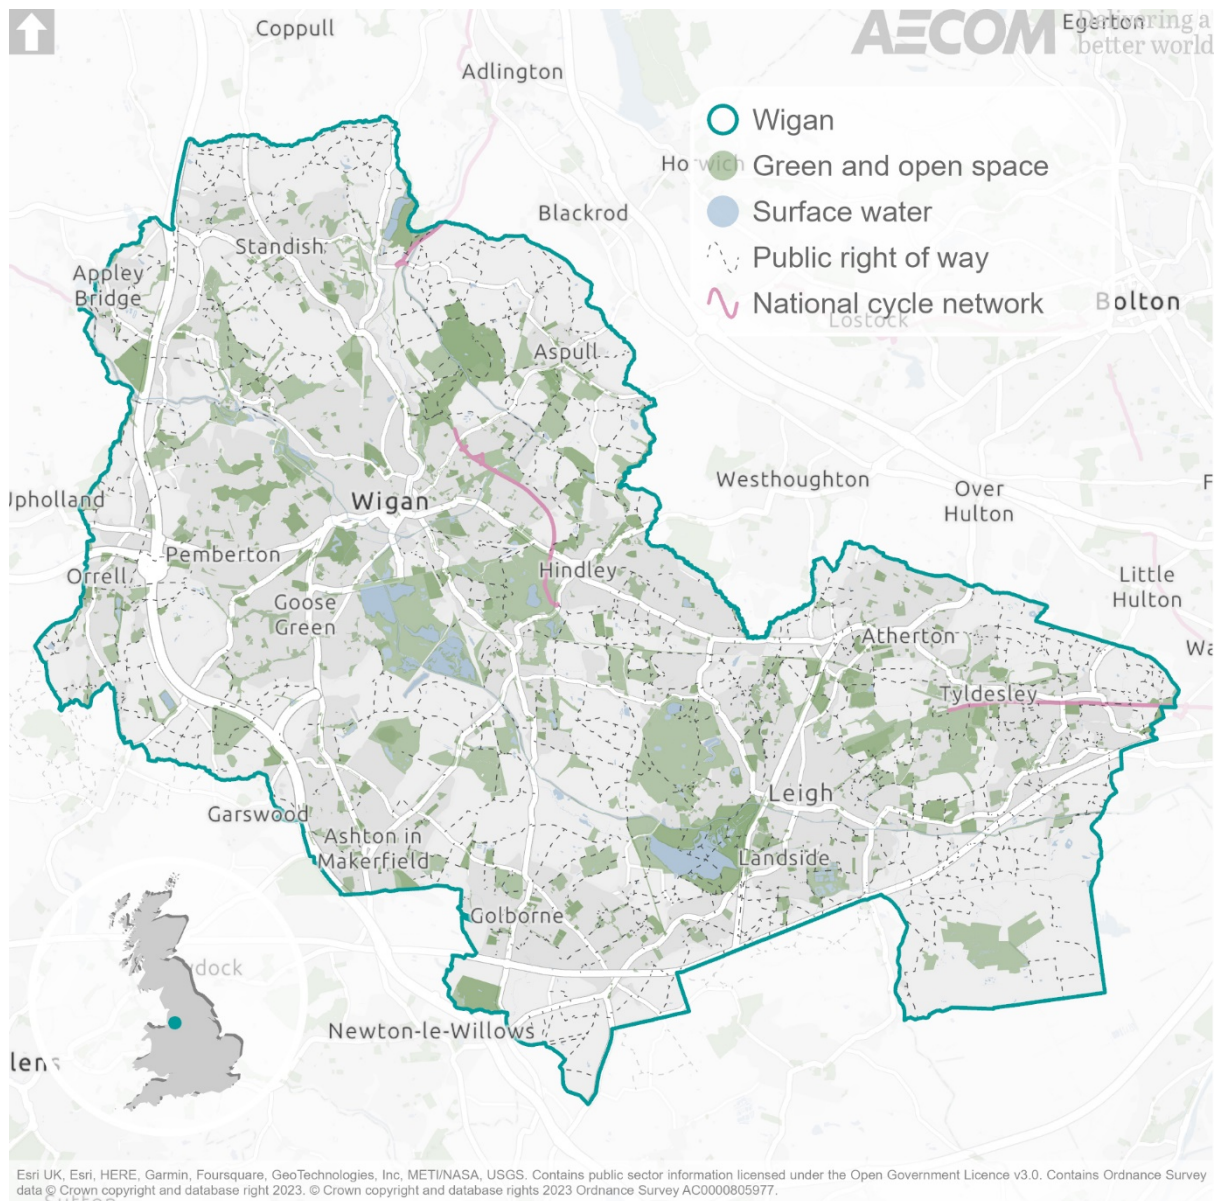 Coppull
Egerton
AECOM
Delivering a
better world
Adlington
Wigan
Green and open space
Surface water
Public right of way
National cycle network
Horwich
Blackrod
Bolton
Lostock
Standish
Appley
Bridge
Aspull
Westhoughton
Over
Hulton
Upholland
Wigan
Pemberton
Orrell
Hindley
Little
Hulton
Goose
Green
Atherton
Wa
Tyldesley
Leigh
Garswood
Ashton in
Makerfield
Landside
Golborne
dock
Newton-le-Willows
lens
F
Esri UK, Esri, HERE, Garmin, Foursquare, GeoTechnologies, Inc, METI/NASA, USGS. Contains public sector information licensed under the Open Government Licence v3.0. Contains Ordnance Survey
data © Crown copyright and database right 2023. © Crown copyright and database rights 2023 Ordnance Survey AC0000805977.